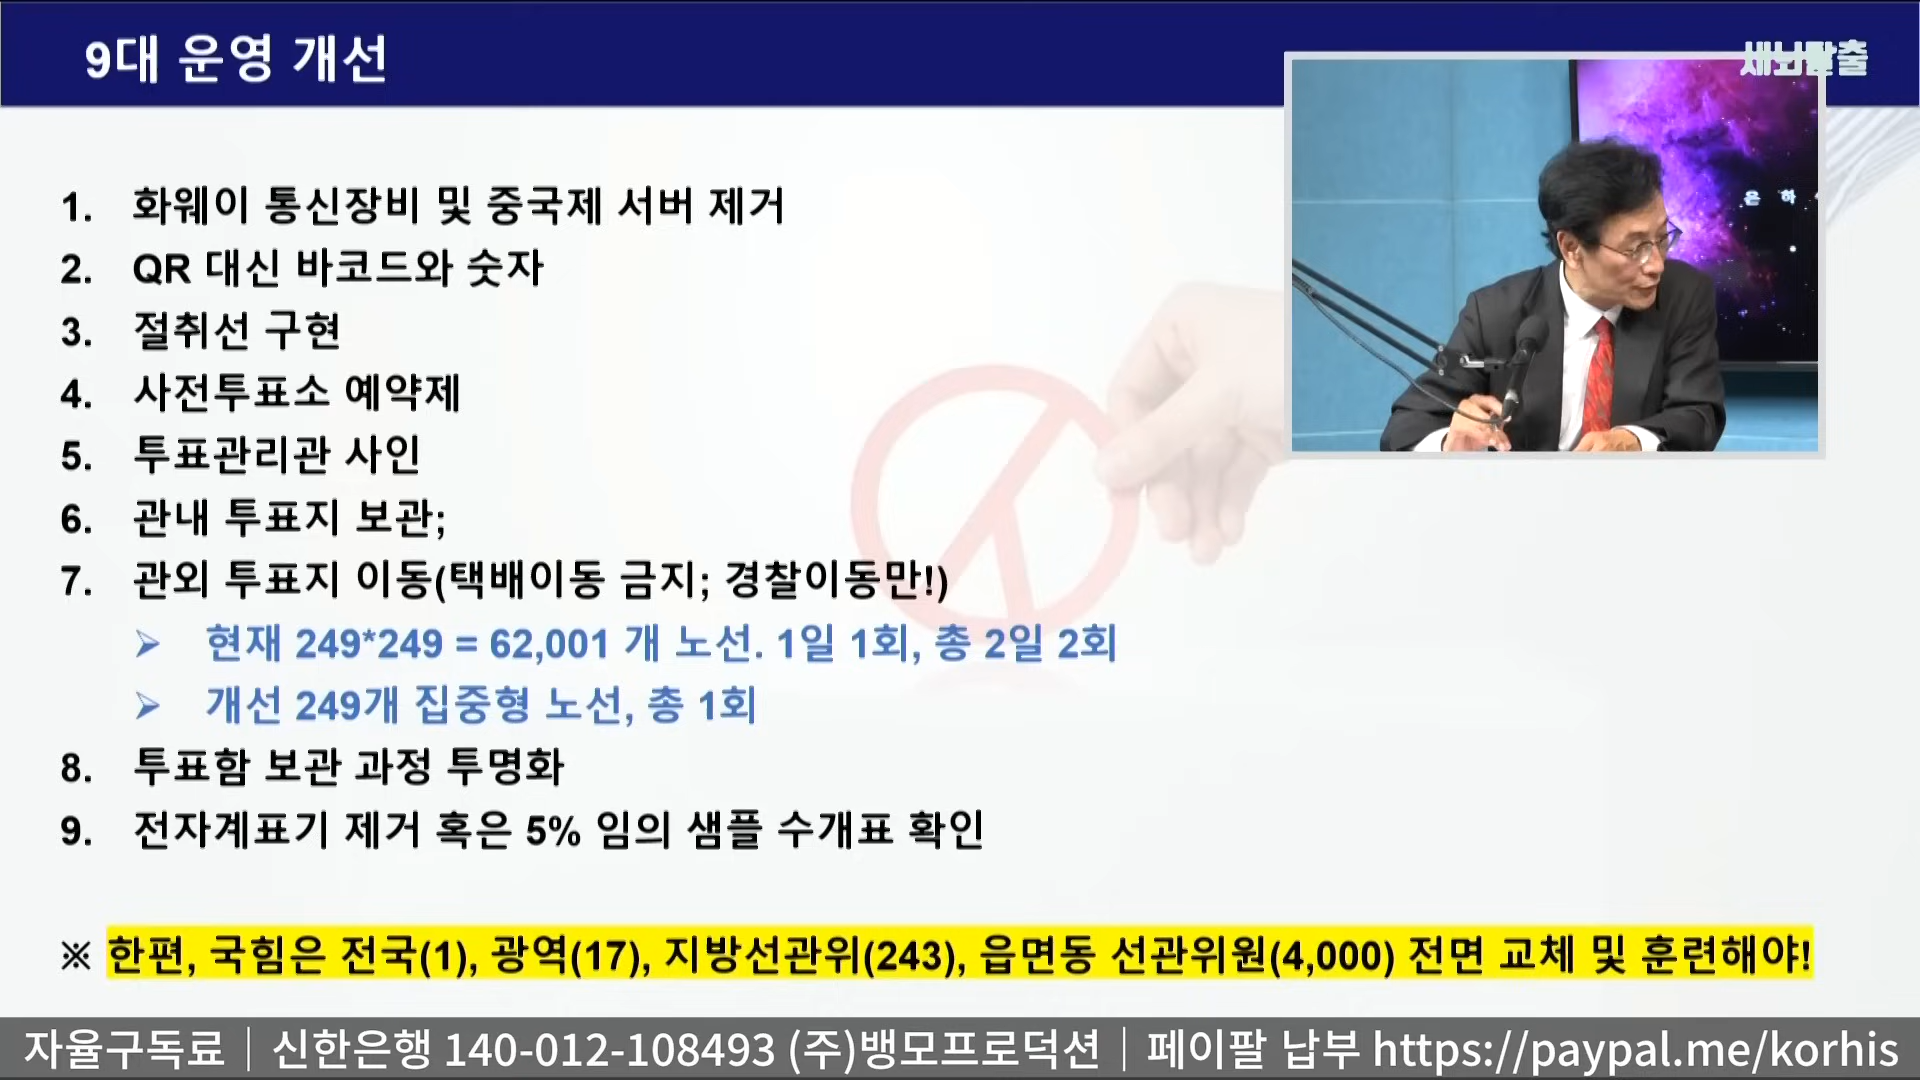 9대 운영 개선
세뇌탈출
은 하
1. 화웨이 통신장비 및 중국제 서버 제거
2. QR 대신 바코드와 숫자
3. 절취선 구현
4. 사전투표소 예약제
5. 투표관리관 사인
6. 관내 투표지 보관;
7. 관외 투표지 이동(택배이동 금지; 경찰이동만!)
➢ 현재 249*249 = 62,001 개 노선. 1일 1회, 총 2일 2회
➢ 개선 249개 집중형 노선, 총 1회
8. 투표함 보관 과정 투명화
9. 전자계표기 제거 혹은 5% 임의 샘플 수개표 확인
※ 한편, 국힘은 전국(1), 광역(17), 지방선관위(243), 읍면동 선관위원(4,000) 전면 교체 및 훈련해야!
자율구독료｜신한은행 140-012-108493 (주)뱅모프로덕션｜페이팔 납부 https://paypal.me/korhis